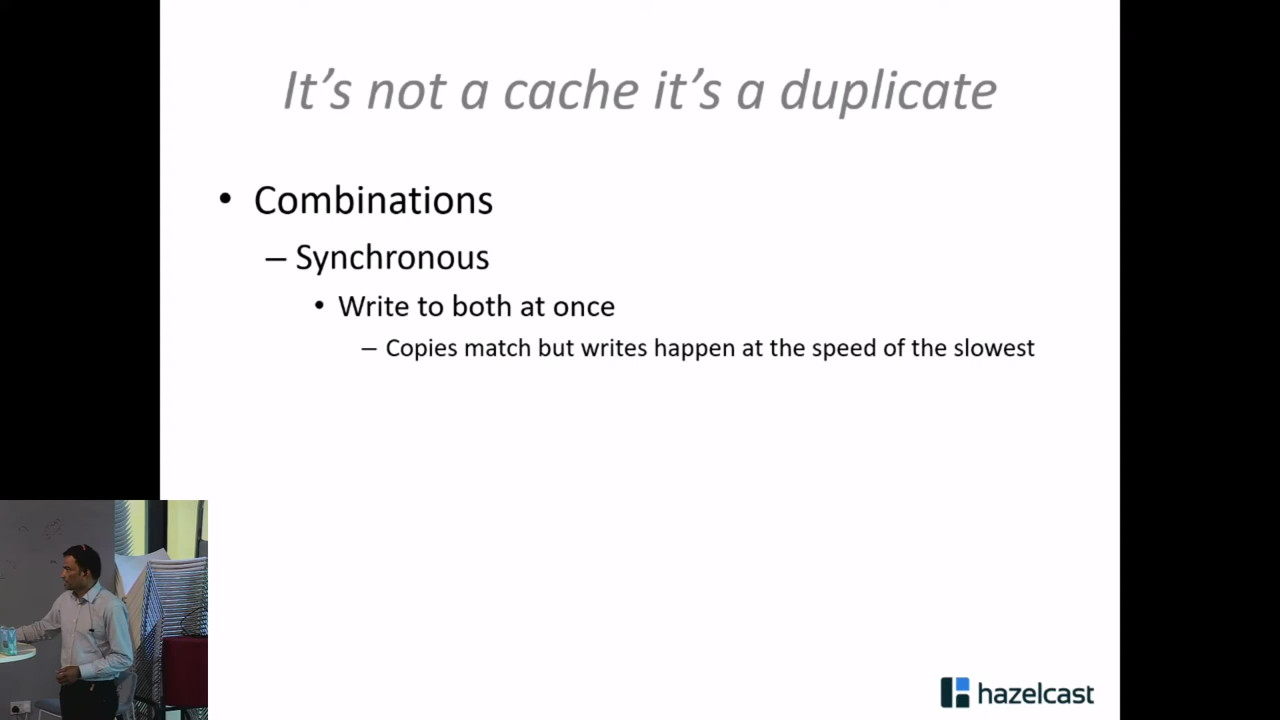 It's not a cache it's a duplicate
• Combinations
– Synchronous
• Write to both at once
– Copies match but writes happen at the speed of the slowest
hazelcast